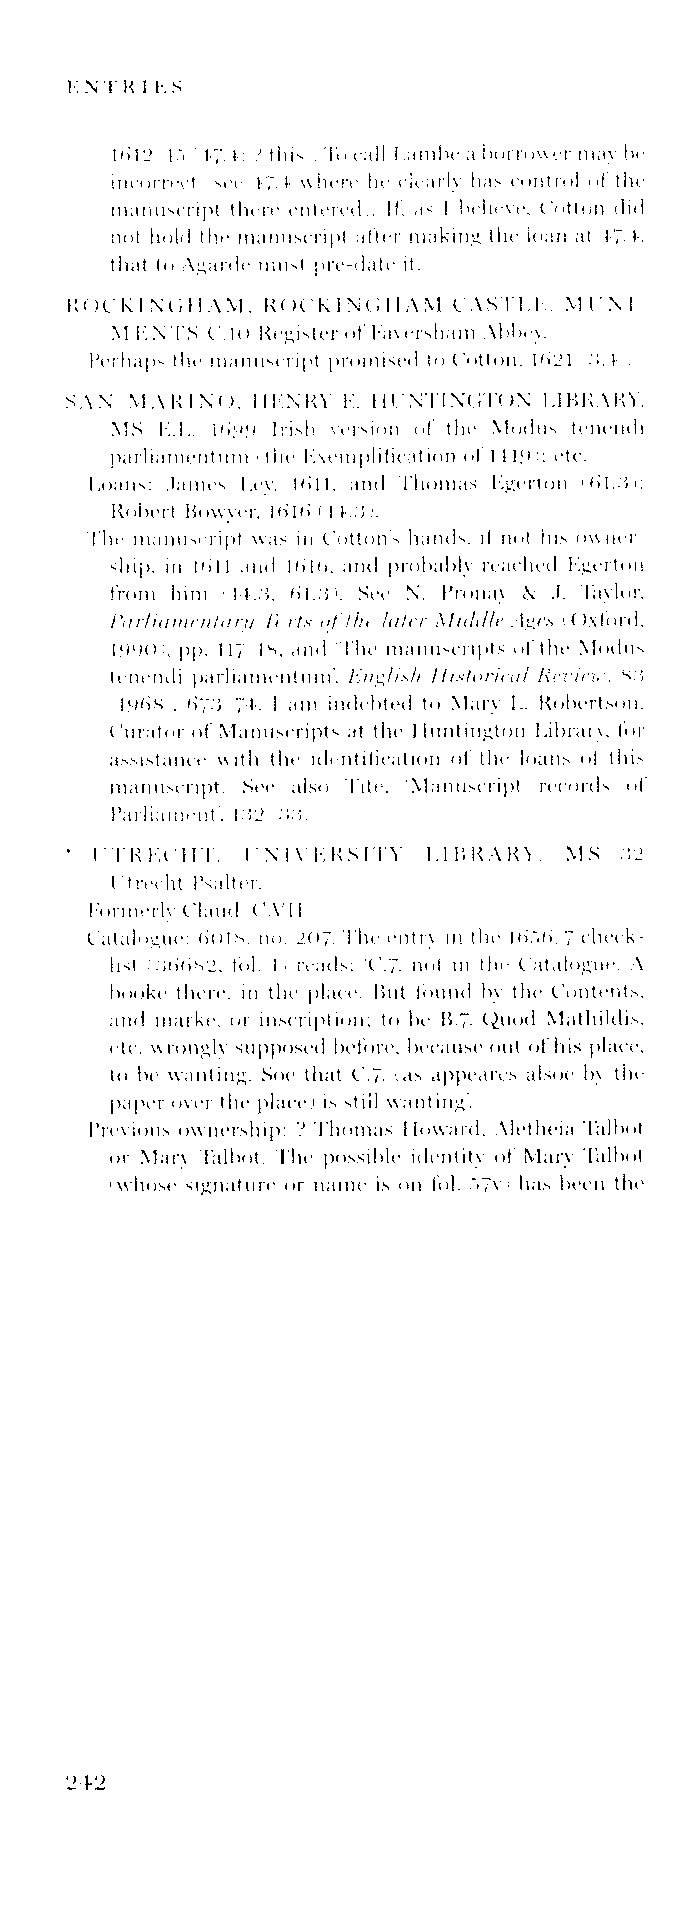 ENTRIES
1612–15 (47.4: ? this). To call Lambe a borrower may be
incorrect (see 47.4 where he clearly has control of the
manuscript there entered). If, as I believe, Cotton did
not hold the manuscript after making the loan at 47.4,
that to Agarde must pre-date it.
ROCKINGHAM, ROCKINGHAM CASTLE, MUNI-
MENTS C.10 Register of Faversham Abbey.
Perhaps the manuscript promised to Cotton, 1621 (3.4).
SAN MARINO, HENRY E. HUNTINGTON LIBRARY,
MS E.L. 1699 Irish version of the Modus tenendi
parliamentum (the Exemplification of 1419); etc.
Loans: James Ley, 1611, and Thomas Egerton (61.3);
Robert Bowyer, 1616 (14.3).
The manuscript was in Cotton's hands, if not his owner-
ship, in 1611 and 1616, and probably reached Egerton
from him (14.3, 61.3). See N. Pronay & J. Taylor,
Parliamentary Texts of the later Middle Ages (Oxford,
1990), pp. 117–18, and 'The manuscripts of the Modus
tenendi parliamentum', English Historical Review, 83
(1968), 673–74. I am indebted to Mary L. Robertson,
Curator of Manuscripts at the Huntington Library, for
assistance with the identification of the loans of this
manuscript. See also Tite, 'Manuscript records of
Parliament', 132–33.
* UTRECHT, UNIVERSITY LIBRARY, MS 32
Utrecht Psalter.
Formerly Claud. C.VII
Catalogue: 6018, no. 207. The entry in the 1656/7 check-
list (36682, fol. 1) reads: 'C.7. not in the Catalogue. A
booke there, in the place. But found by the Contents,
and marke, or inscription; to be B.7. Quod Mathildis,
etc. wrongly supposed before, because out of his place,
to be wanting. Soe that C.7. (as appeares alsoe by the
paper over the place) is still wanting'.
Previous ownership: ? Thomas Howard, Aletheia Talbot
or Mary Talbot. The possible identity of Mary Talbot
(whose signature or name is on fol. 57v) has been the
242